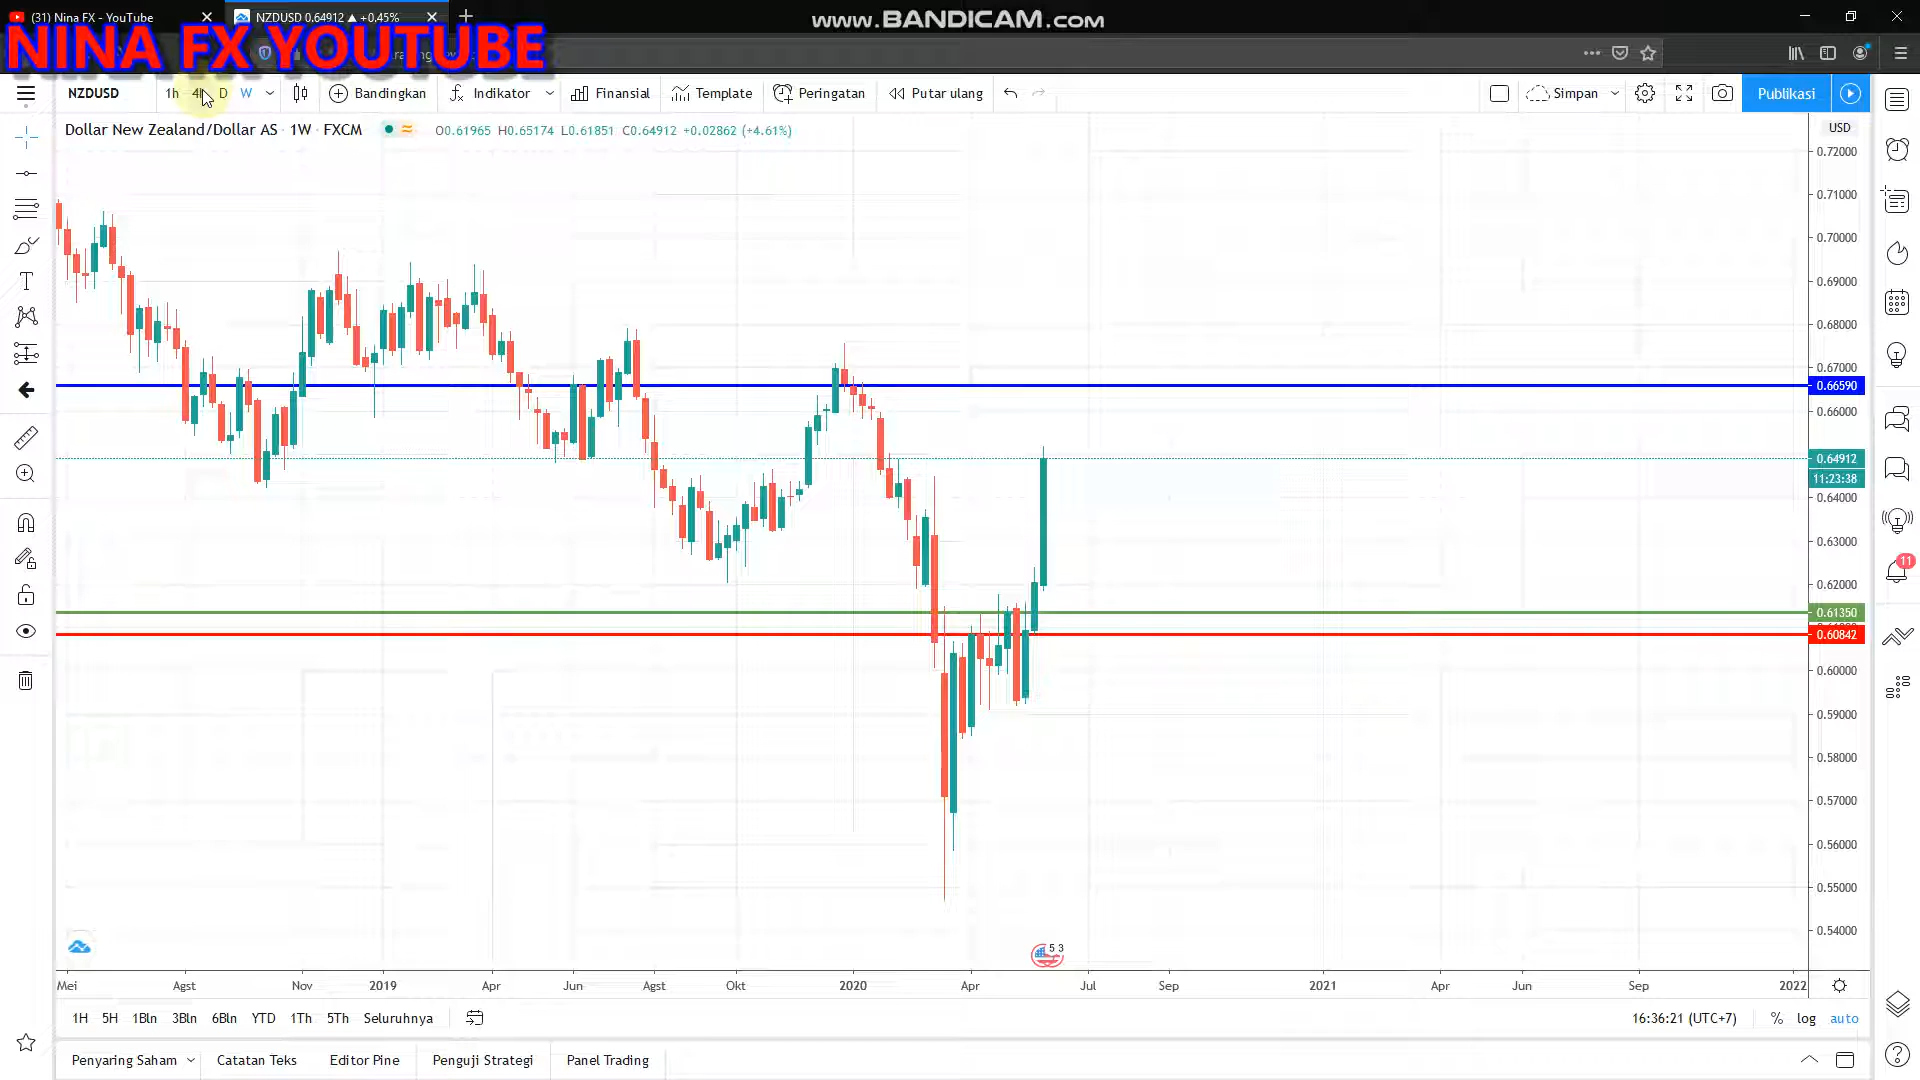 (31) Nina FX - YouTube
NZDUSD 0.64912 ▲ +0.45%
www.BANDICAM.com
NINA FX YOUTUBE
NZDUSD
1h
4h
D
W
Bandingkan
Indikator
Finansial
Template
Peringatan
Putar ulang
Simpan
Publikasi
Dollar New Zealand/Dollar AS · 1W · FXCM
O0.61965 H0.65174 L0.61851 C0.64912 +0.02862 (+4.61%)
USD
0.72000
0.71000
0.70000
0.69000
0.68000
0.67000
0.66590
0.66000
0.64912
11:23:38
0.64000
0.63000
0.62000
0.61350
0.60842
0.60000
0.59000
0.58000
0.57000
0.56000
0.55000
0.54000
11
5 3
Mei Agst Nov 2019 Apr Jun Agst Okt 2020 Apr Jul Sep 2021 Apr Jun Sep 2022
1H 5H 1Bln 3Bln 6Bln YTD 1Th 5Th Seluruhnya
16:36:21 (UTC+7) % log auto
Penyaring Saham Catatan Teks Editor Pine Penguji Strategi Panel Trading